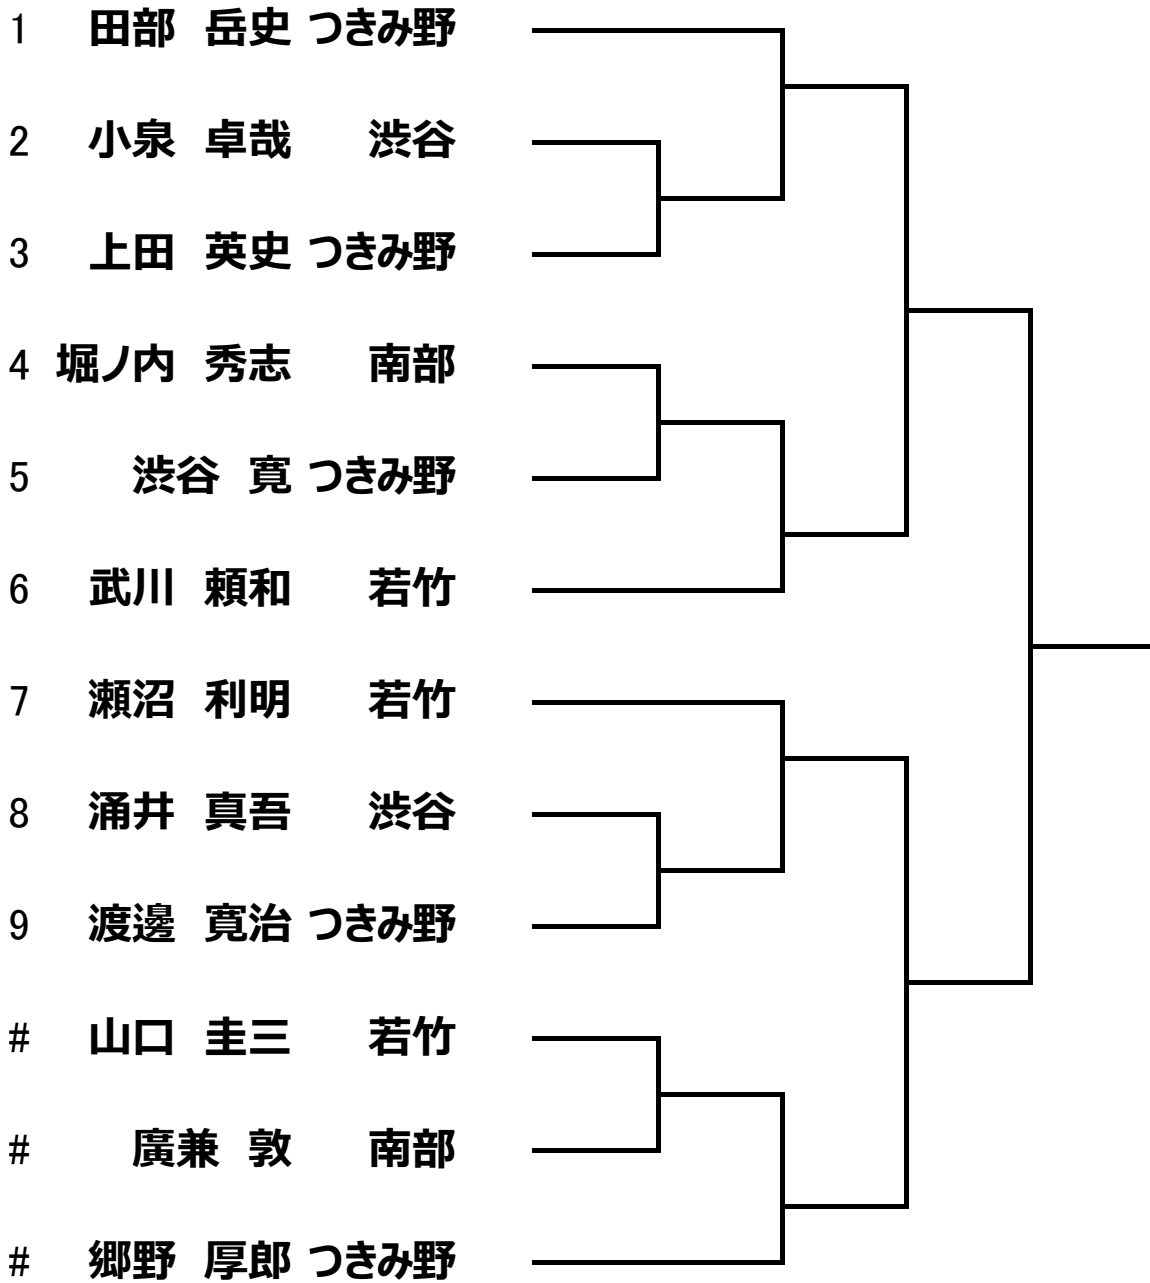 1 田部 岳史 つきみ野
2 小泉 卓哉 渋谷
3 上田 英史 つきみ野
4 堀ノ内 秀志 南部
5 渋谷 寛 つきみ野
6 武川 頼和 若竹
7 瀬沼 利明 若竹
8 涌井 真吾 渋谷
9 渡邊 寛治 つきみ野
# 山口 圭三 若竹
# 廣兼 敦 南部
# 郷野 厚郎 つきみ野